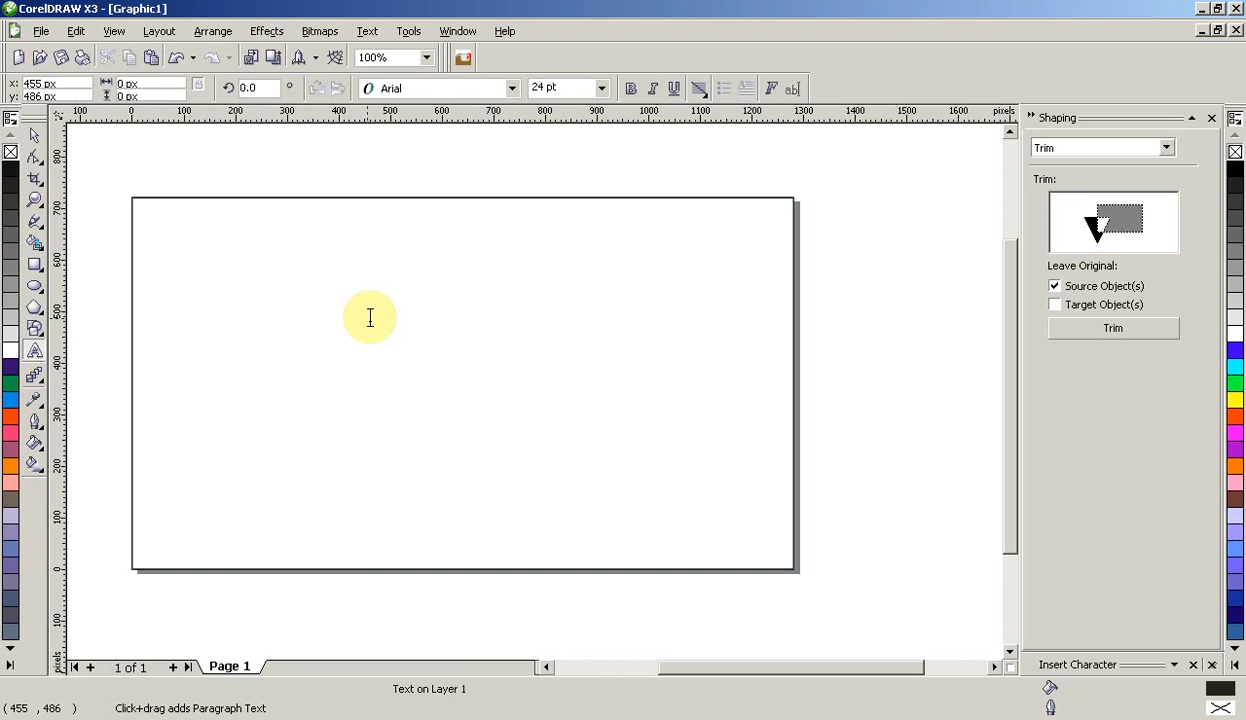 CorelDRAW X3 - [Graphic1]
File Edit View Layout Arrange Effects Bitmaps Text Tools Window Help
100%
x: 455 px
y: 486 px
0 px
0 px
0.0 °
O Arial
24 pt
B I U F ab|
100 0 100 200 300 400 500 600 700 800 900 1000 1100 1200 1300 1400 1500 1600 pixels
800
700
600
500
400
300
200
100
0
100
pixels
Shaping
Trim
Trim:
Leave Original:
Source Object(s)
Target Object(s)
Trim
1 of 1
Page 1
Insert Character
Text on Layer 1
(455 , 486 ) Click+drag adds Paragraph Text